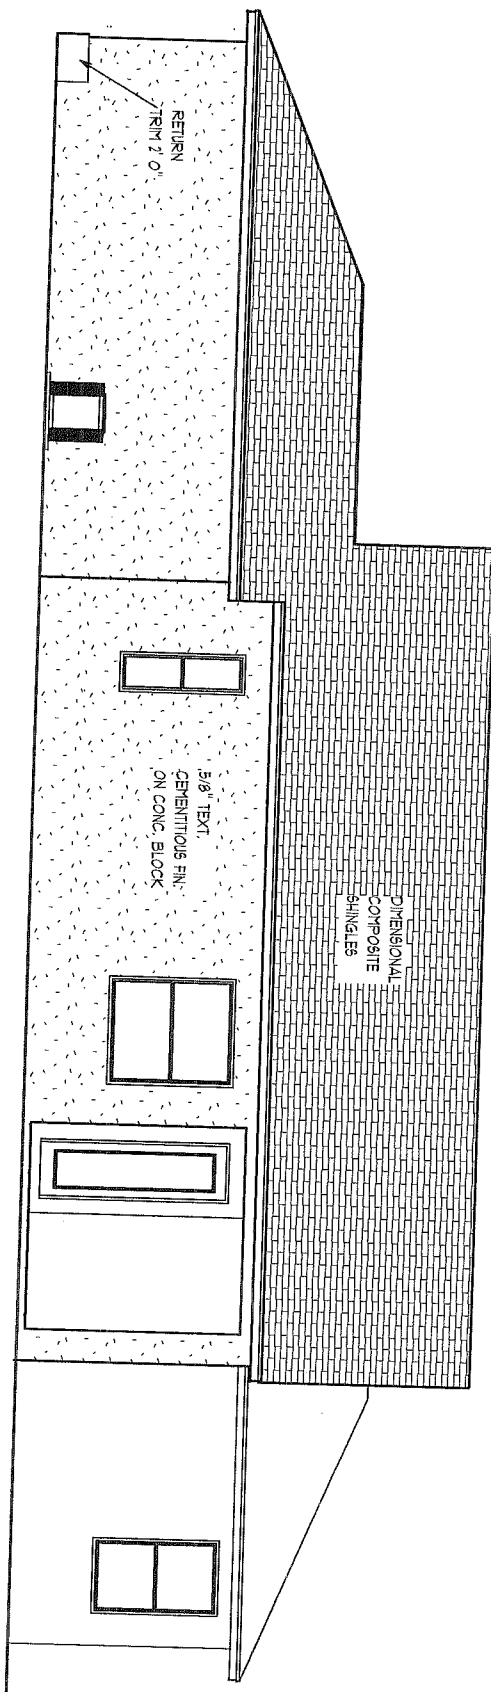 RETURN
TRIM 2' 0"
5/8" TEXT.
CEMENTITIOUS FIN.
ON CONC. BLOCK
DIMENSIONAL
COMPOSITE
SHINGLES